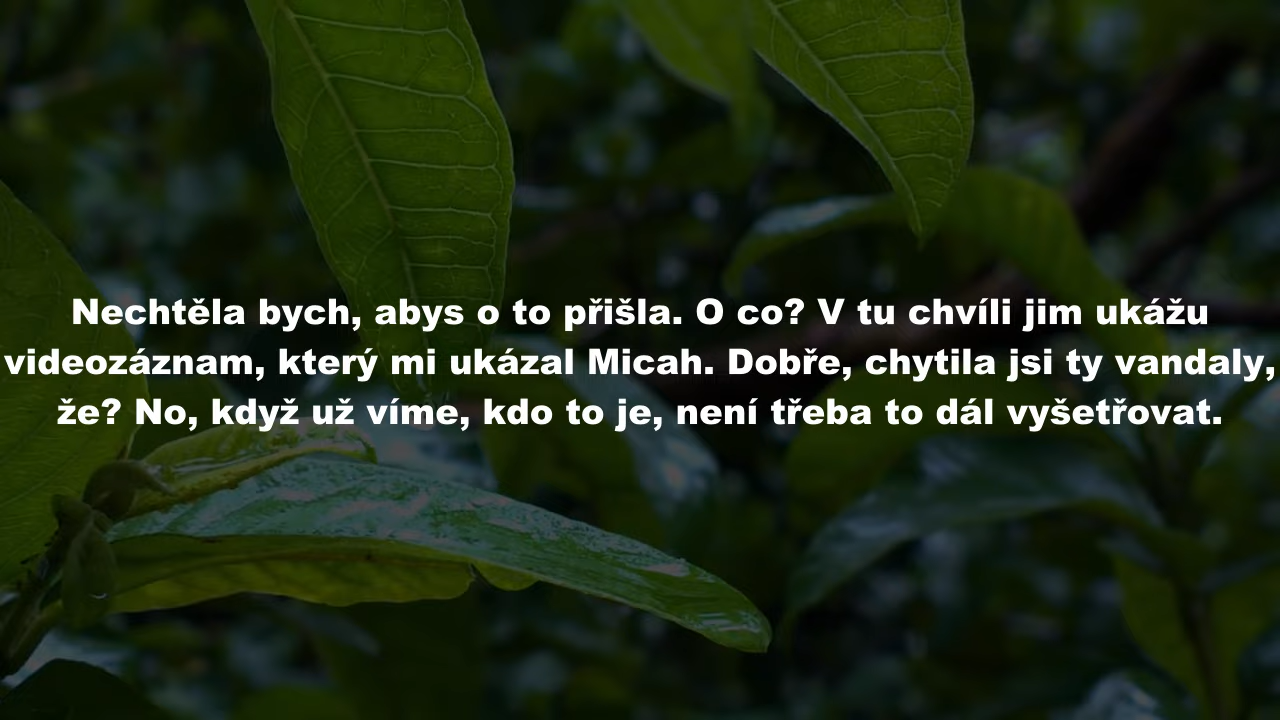 Nechtěla bych, abys o to přišla. O co? V tu chvíli jim ukážu
videozáznam, který mi ukázal Micah. Dobře, chytila jsi ty vandaly,
že? No, když už víme, kdo to je, není třeba to dál vyšetřovat.